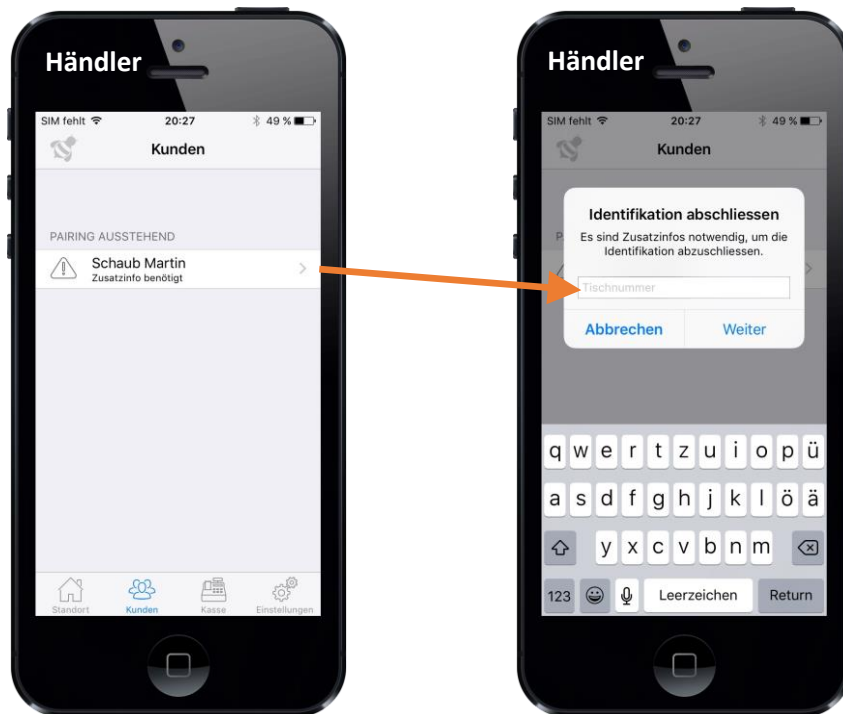 Händler
SIM fehlt 20:27 49 %
Kunden
PAIRING AUSSTEHEND
Schaub Martin
Zusatzinfo benötigt
Standort Kunden Kasse Einstellungen
Händler
SIM fehlt 20:27 49 %
Kunden
P
Identifikation abschliessen
Es sind Zusatzinfos notwendig, um die
Identifikation abzuschliessen.
Tischnummer
Abbrechen Weiter
q w e r t z u i o p ü
a s d f g h j k l ö ä
y x c v b n m
123 Leerzeichen Return